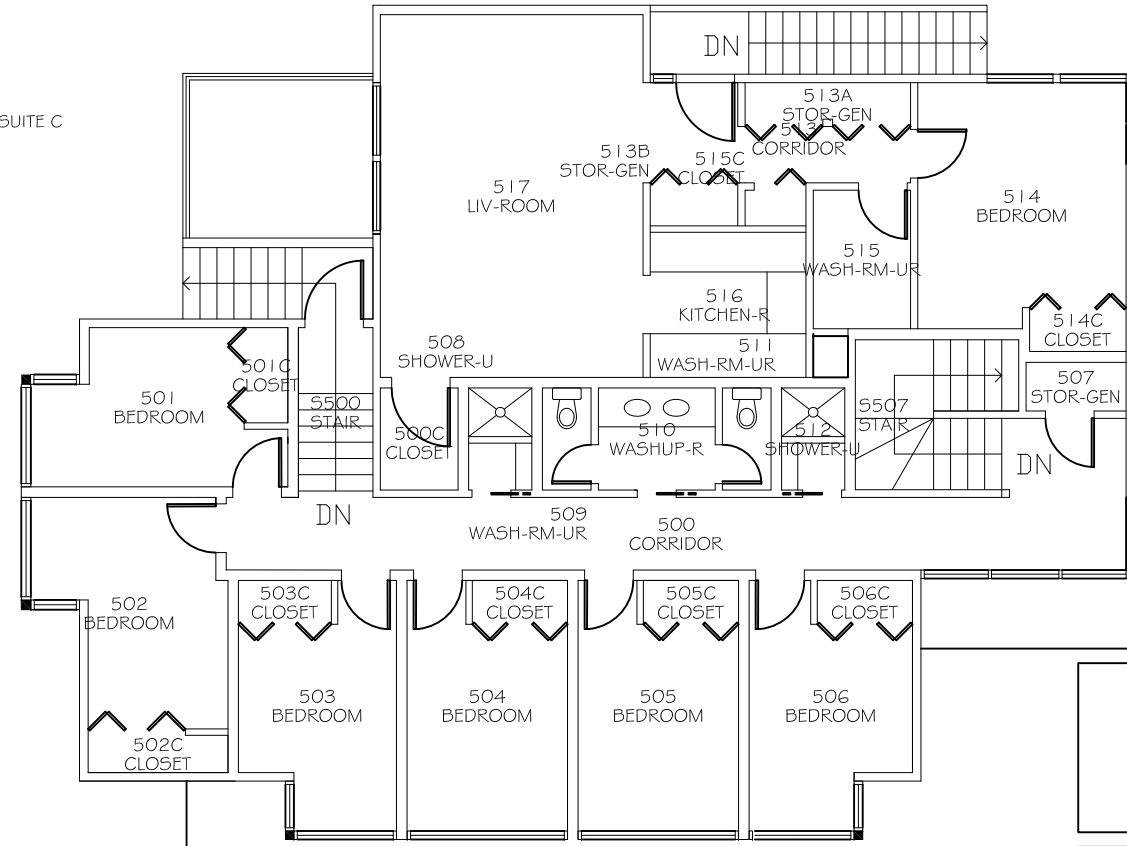 DN
SUITE C
513A
STOR-GEN
513
CORRIDOR
513B
STOR-GEN
515C
CLOSET
517
LIV-ROOM
514
BEDROOM
515
WASH-RM-UR
516
KITCHEN-R
514C
CLOSET
508
SHOWER-U
511
WASH-RM-UR
501C
CLOSET
507
STOR-GEN
501
BEDROOM
S500
STAIR
500C
CLOSET
510
WASHUP-R
512
SHOWER-U
S507
STAIR
DN
DN
509
WASH-RM-UR
500
CORRIDOR
502
BEDROOM
503C
CLOSET
504C
CLOSET
505C
CLOSET
506C
CLOSET
503
BEDROOM
504
BEDROOM
505
BEDROOM
506
BEDROOM
502C
CLOSET